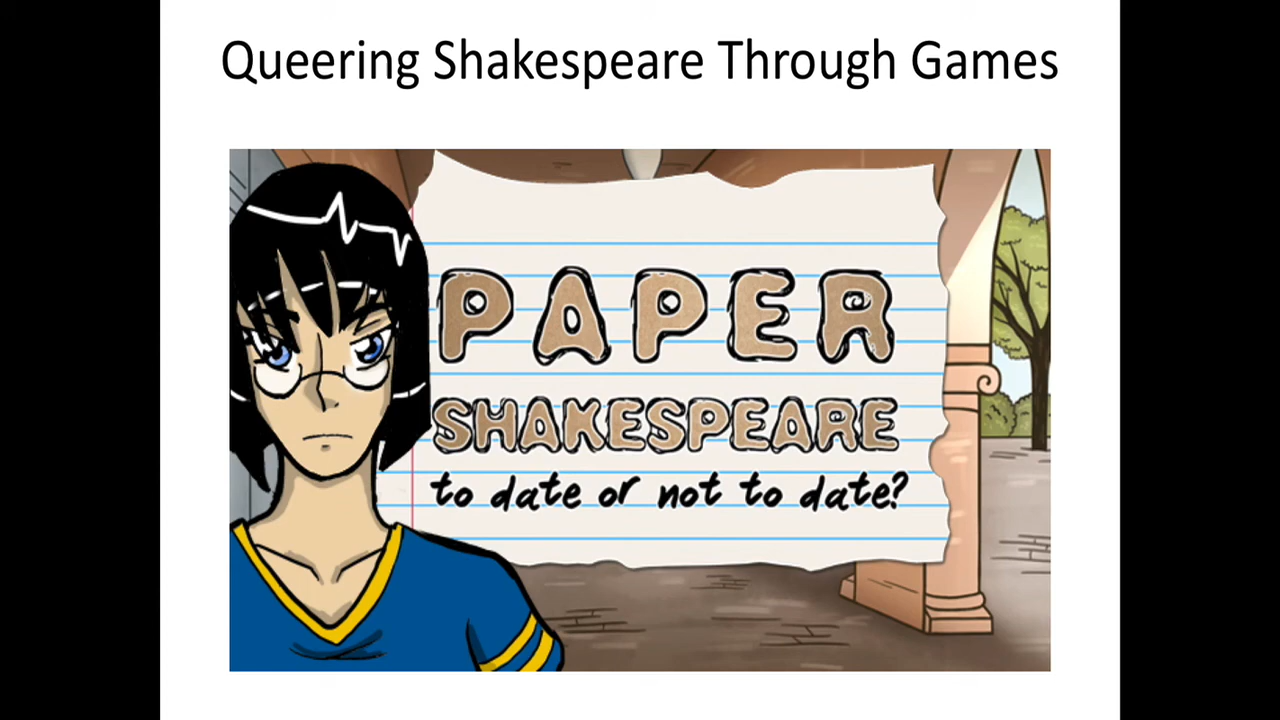 Queering Shakespeare Through Games
PAPER
SHAKESPEARE
to date or not to date?